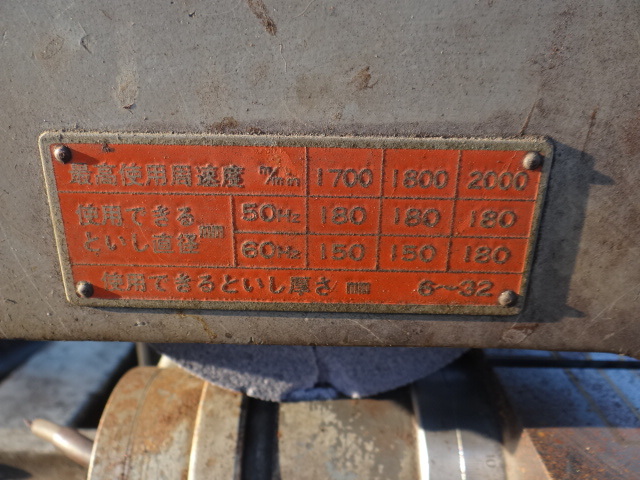 最高使用周速度 m/min 1700 1800 2000
使用できる
といし直径 mm
50Hz 180 180 180
60Hz 150 150 180
使用できるといし厚さ mm 6~32